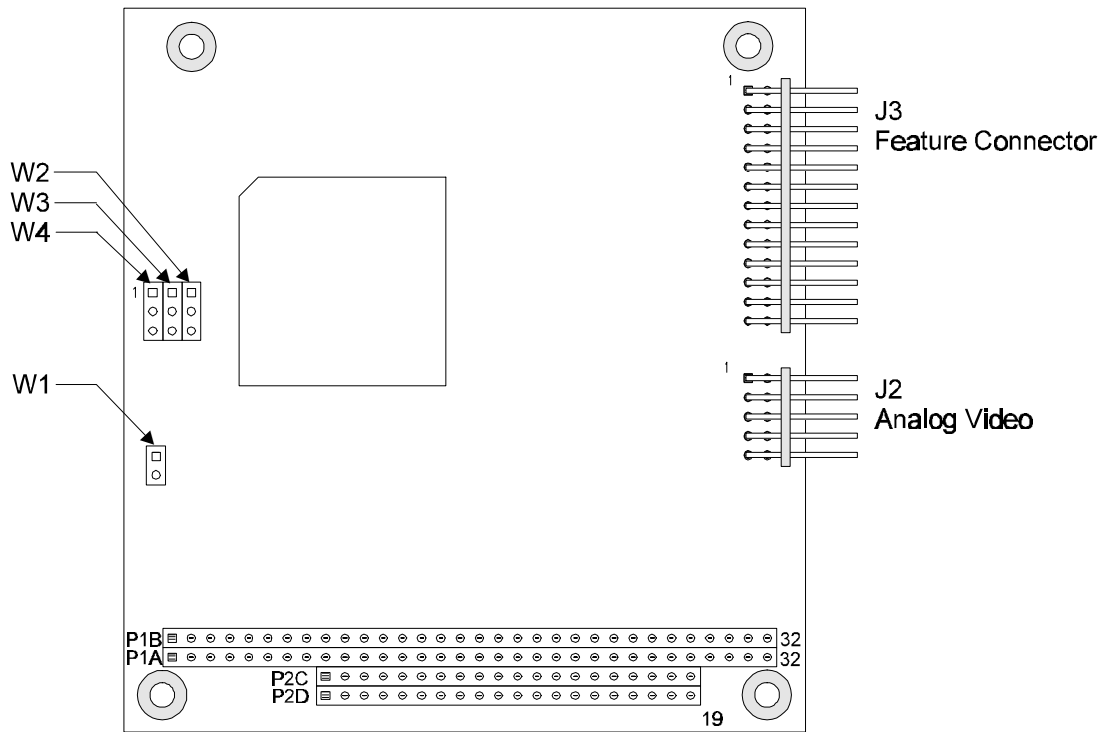 1
J3
Feature Connector
W2
W3
W4
1
1
J2
Analog Video
W1
P1B
32
P1A
32
P2C
P2D
19